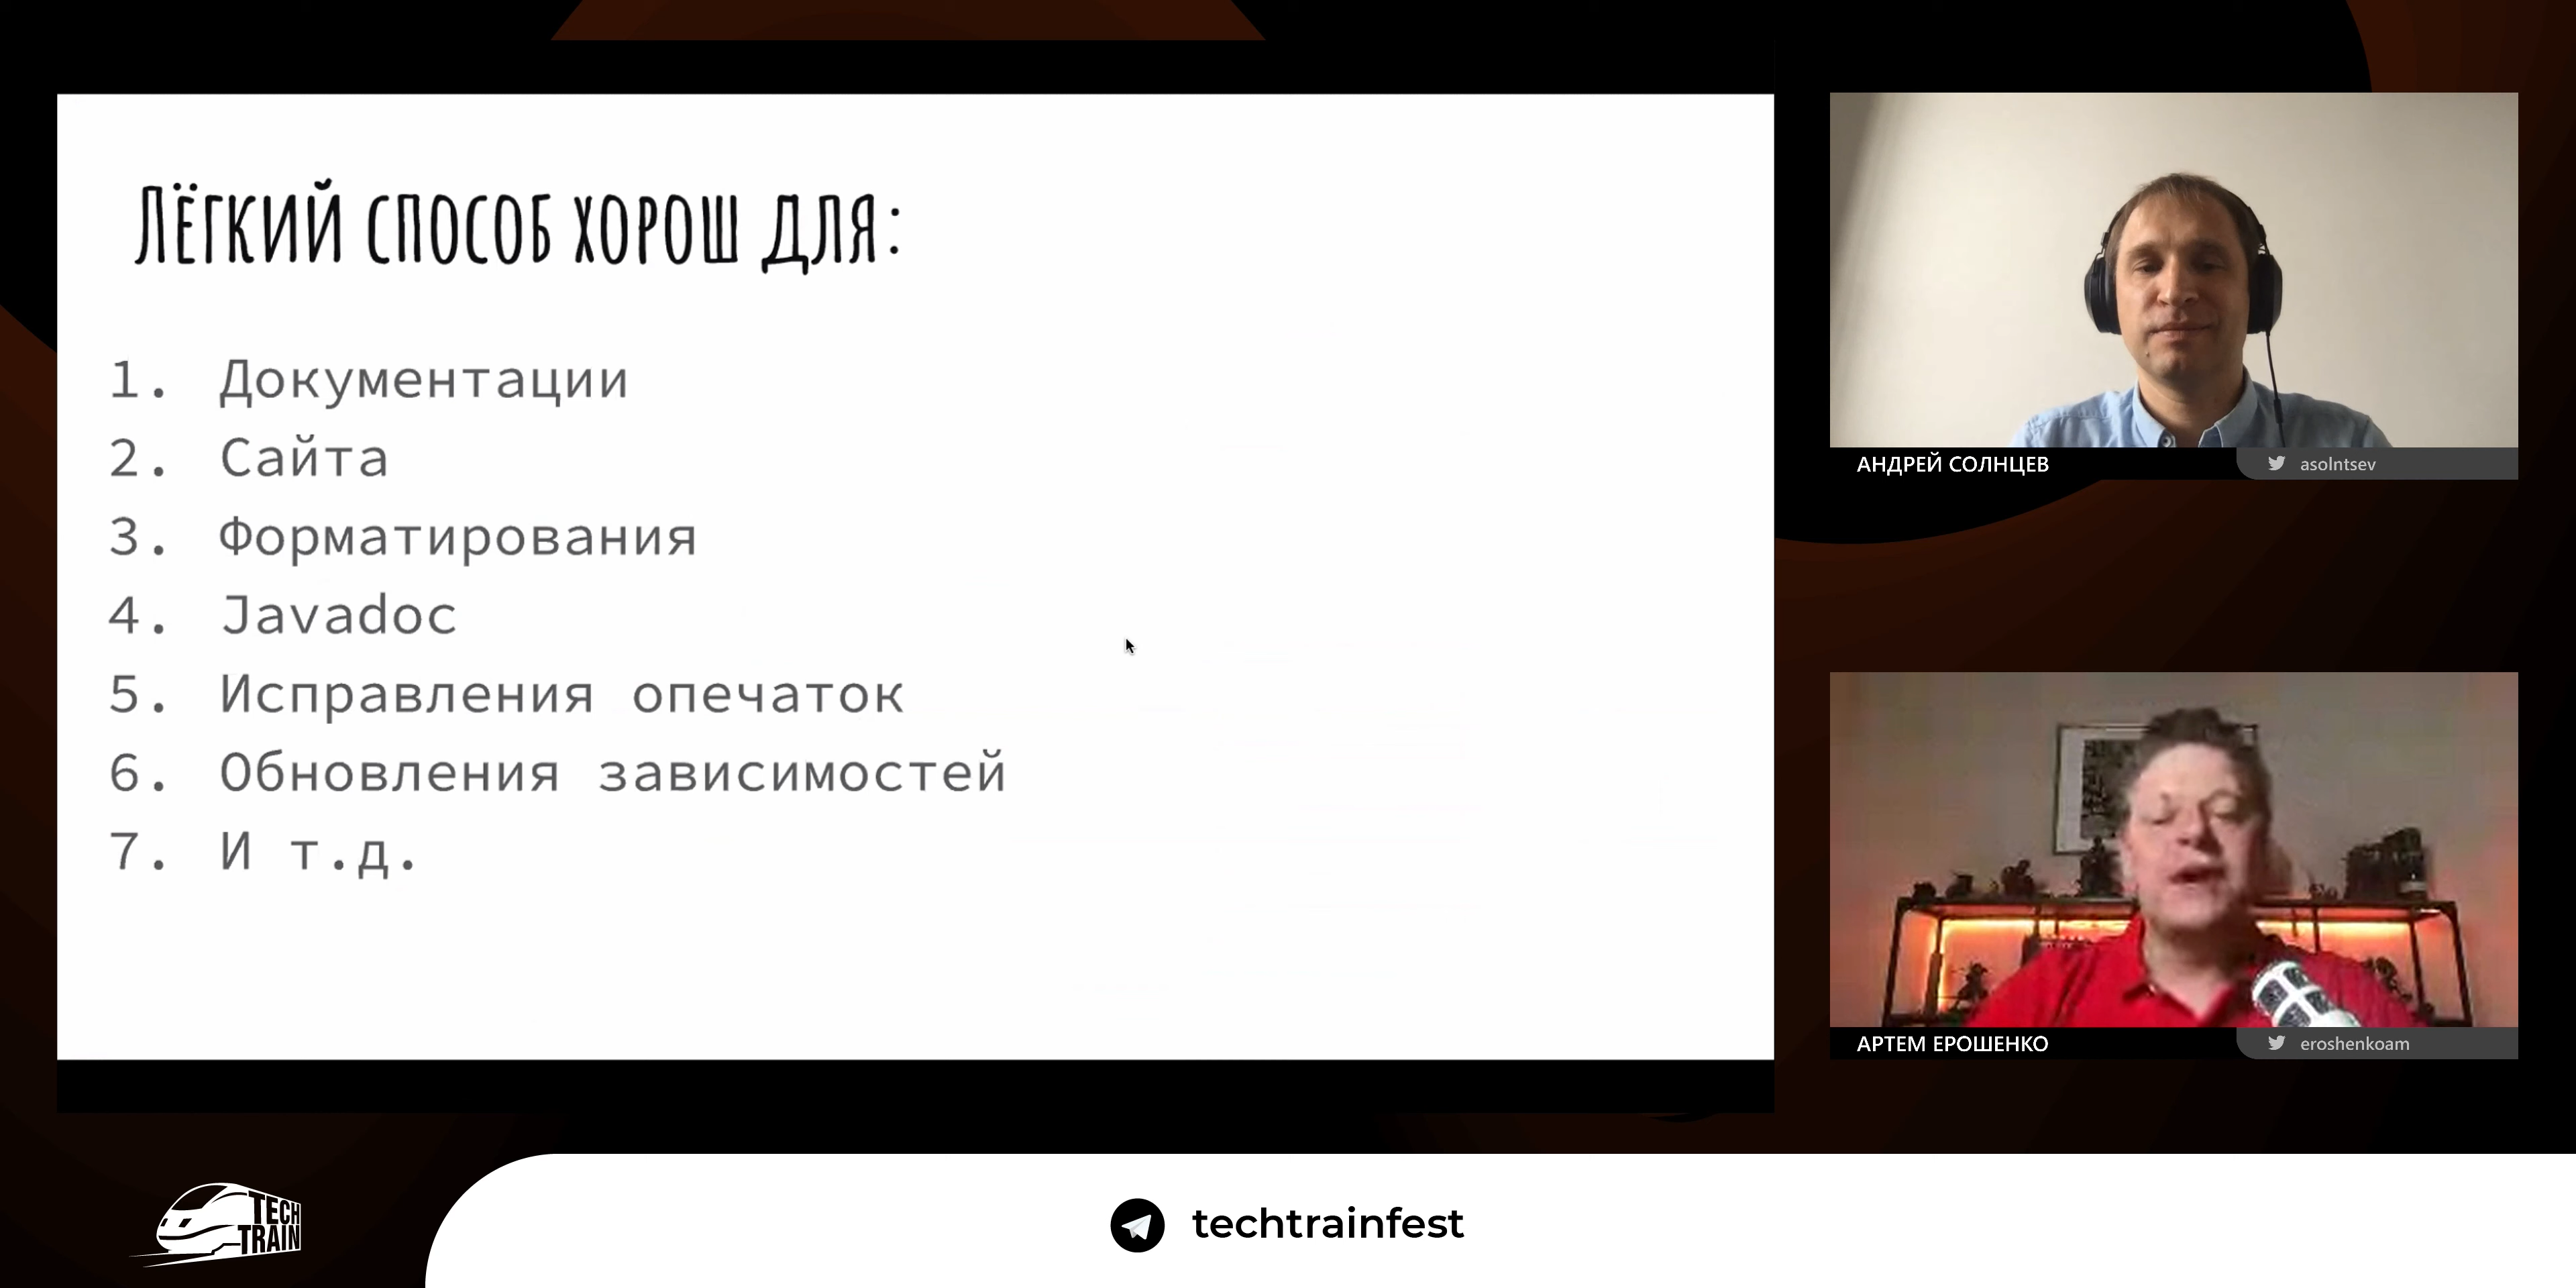 Лёгкий способ хорош для:
1. Документации
2. Сайта
3. Форматирования
4. Javadoc
5. Исправления опечаток
6. Обновления зависимостей
7. И т.д.
АНДРЕЙ СОЛНЦЕВ
asolntsev
АРТЕМ ЕРОШЕНКО
eroshenkoam
TECH
TRAIN
techtrainfest